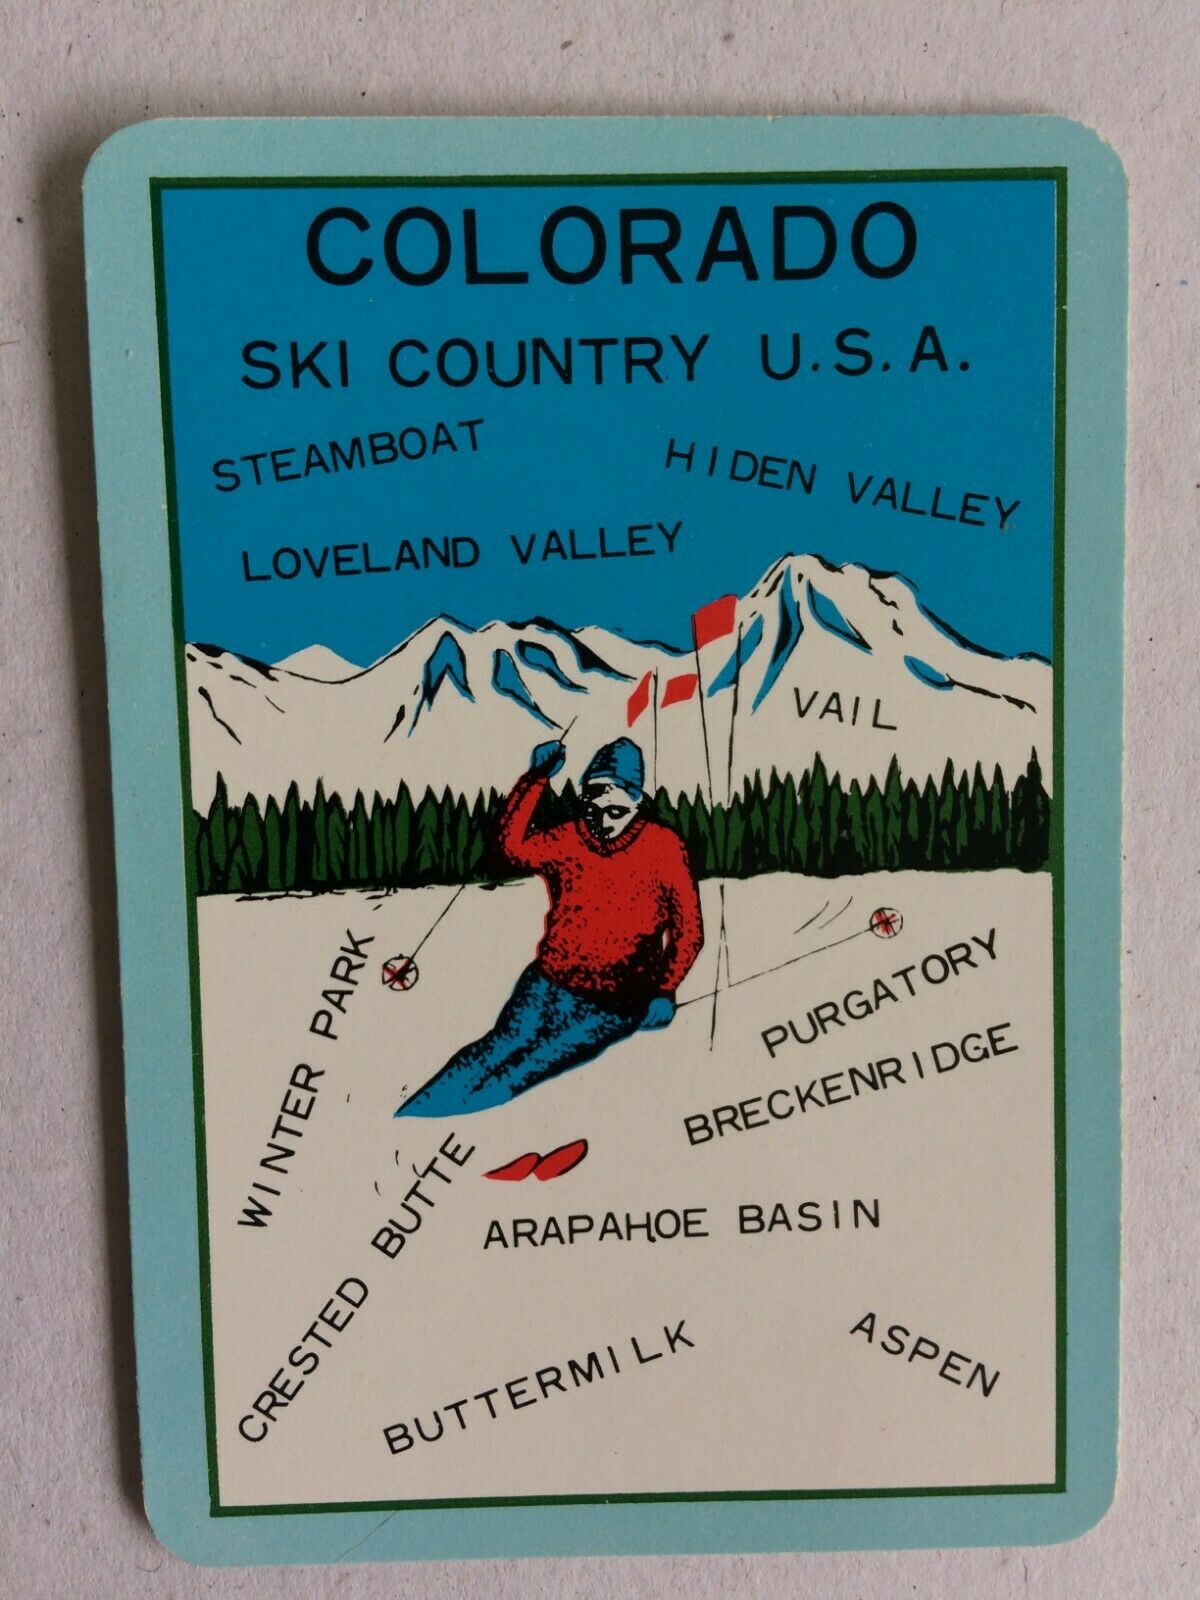 COLORADO
SKI COUNTRY U.S.A.
STEAMBOAT
HIDEN VALLEY
LOVELAND VALLEY
VAIL
WINTER PARK
PURGATORY
BRECKENRIDGE
CRESTED BUTTE
ARAPAHOE BASIN
BUTTERMILK
ASPEN